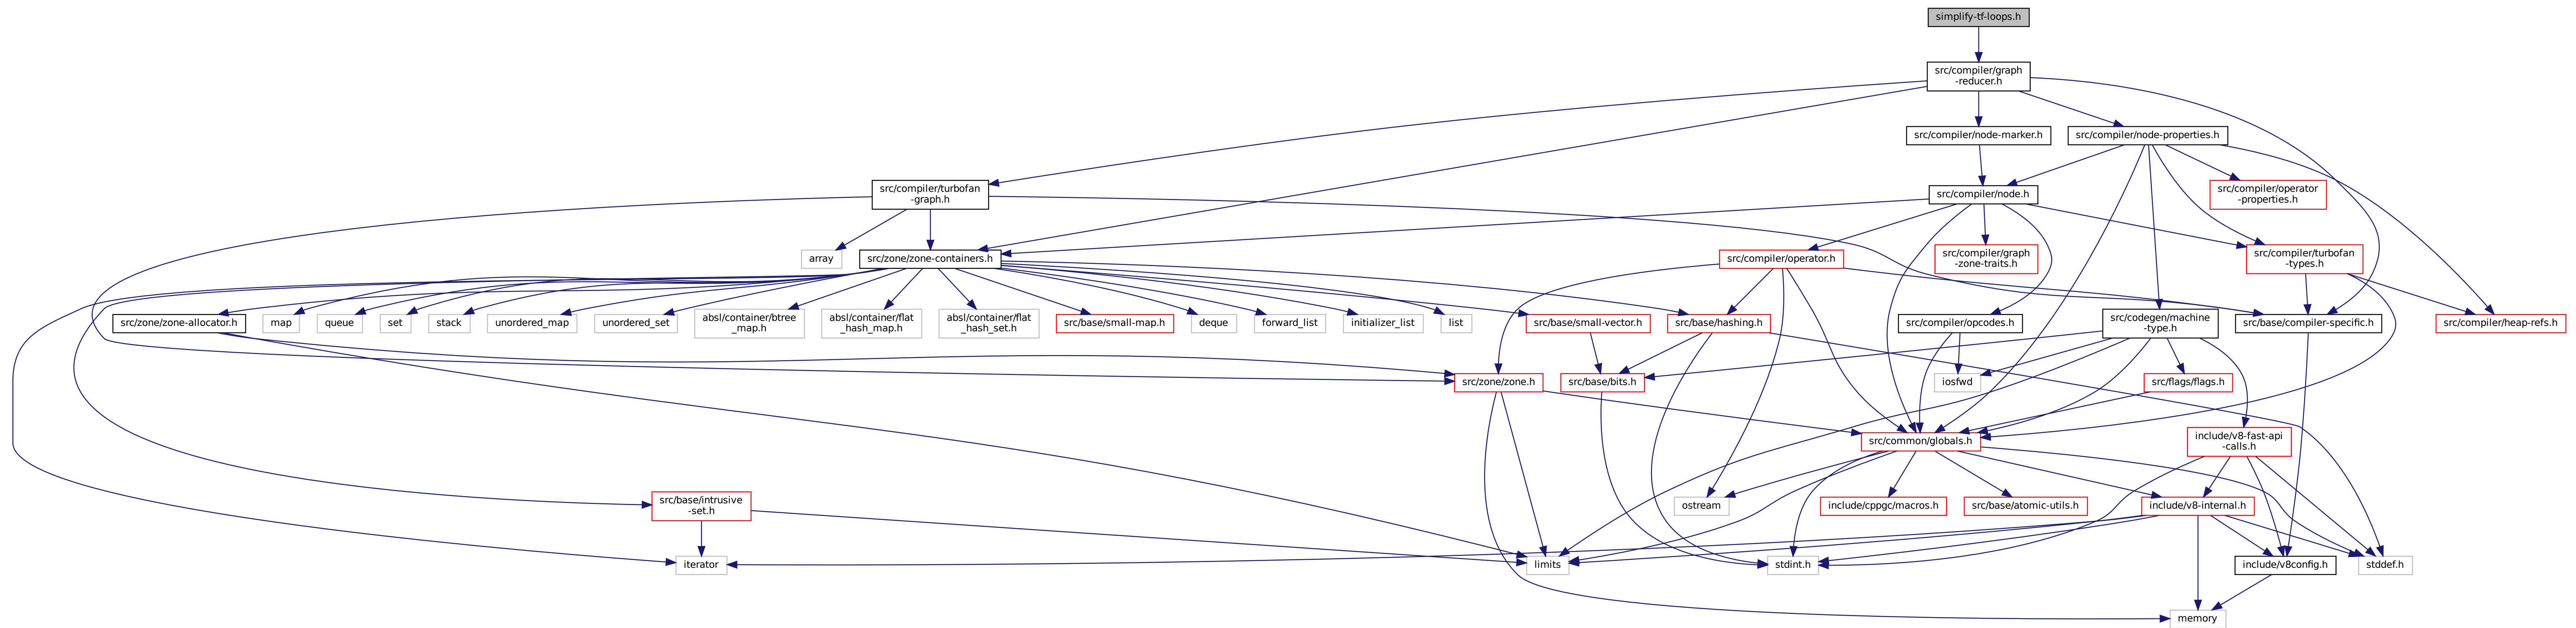 simplify-tf-loops.h
src/compiler/graph
-reducer.h
src/compiler/node-marker.h
src/compiler/node-properties.h
src/compiler/turbofan
-graph.h
src/compiler/node.h
src/compiler/operator
-properties.h
array
src/zone/zone-containers.h
src/compiler/operator.h
src/compiler/graph
-zone-traits.h
src/compiler/turbofan
-types.h
src/zone/zone-allocator.h
map
queue
set
stack
unordered_map
unordered_set
absl/container/btree
_map.h
absl/container/flat
_hash_map.h
absl/container/flat
_hash_set.h
src/base/small-map.h
deque
forward_list
initializer_list
list
src/base/small-vector.h
src/base/hashing.h
src/compiler/opcodes.h
src/codegen/machine
-type.h
src/base/compiler-specific.h
src/compiler/heap-refs.h
src/zone/zone.h
src/base/bits.h
iosfwd
src/flags/flags.h
src/common/globals.h
include/v8-fast-api
-calls.h
src/base/intrusive
-set.h
ostream
include/cppgc/macros.h
src/base/atomic-utils.h
include/v8-internal.h
iterator
limits
stdint.h
include/v8config.h
stddef.h
memory